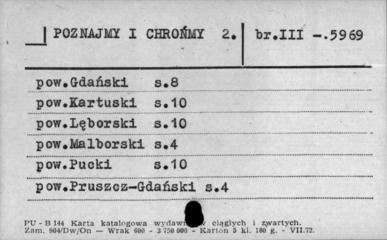 POZNAJMY I CHROŃMY 2. br.III -.5969
pow.Gdański s.8
pow.Kartuski s.10
pow.Lęborski s.10
pow.Malborski s.4
pow.Pucki s.10
pow.Pruszcz-Gdański s.4
PU - B 144 Karta katalogowa wydawni ciągłych i zwartych.
Zam. 904/Dw/On — Wrak 600 - 3 750 000 - Karton 5 kl. 180 g. - VII.72.